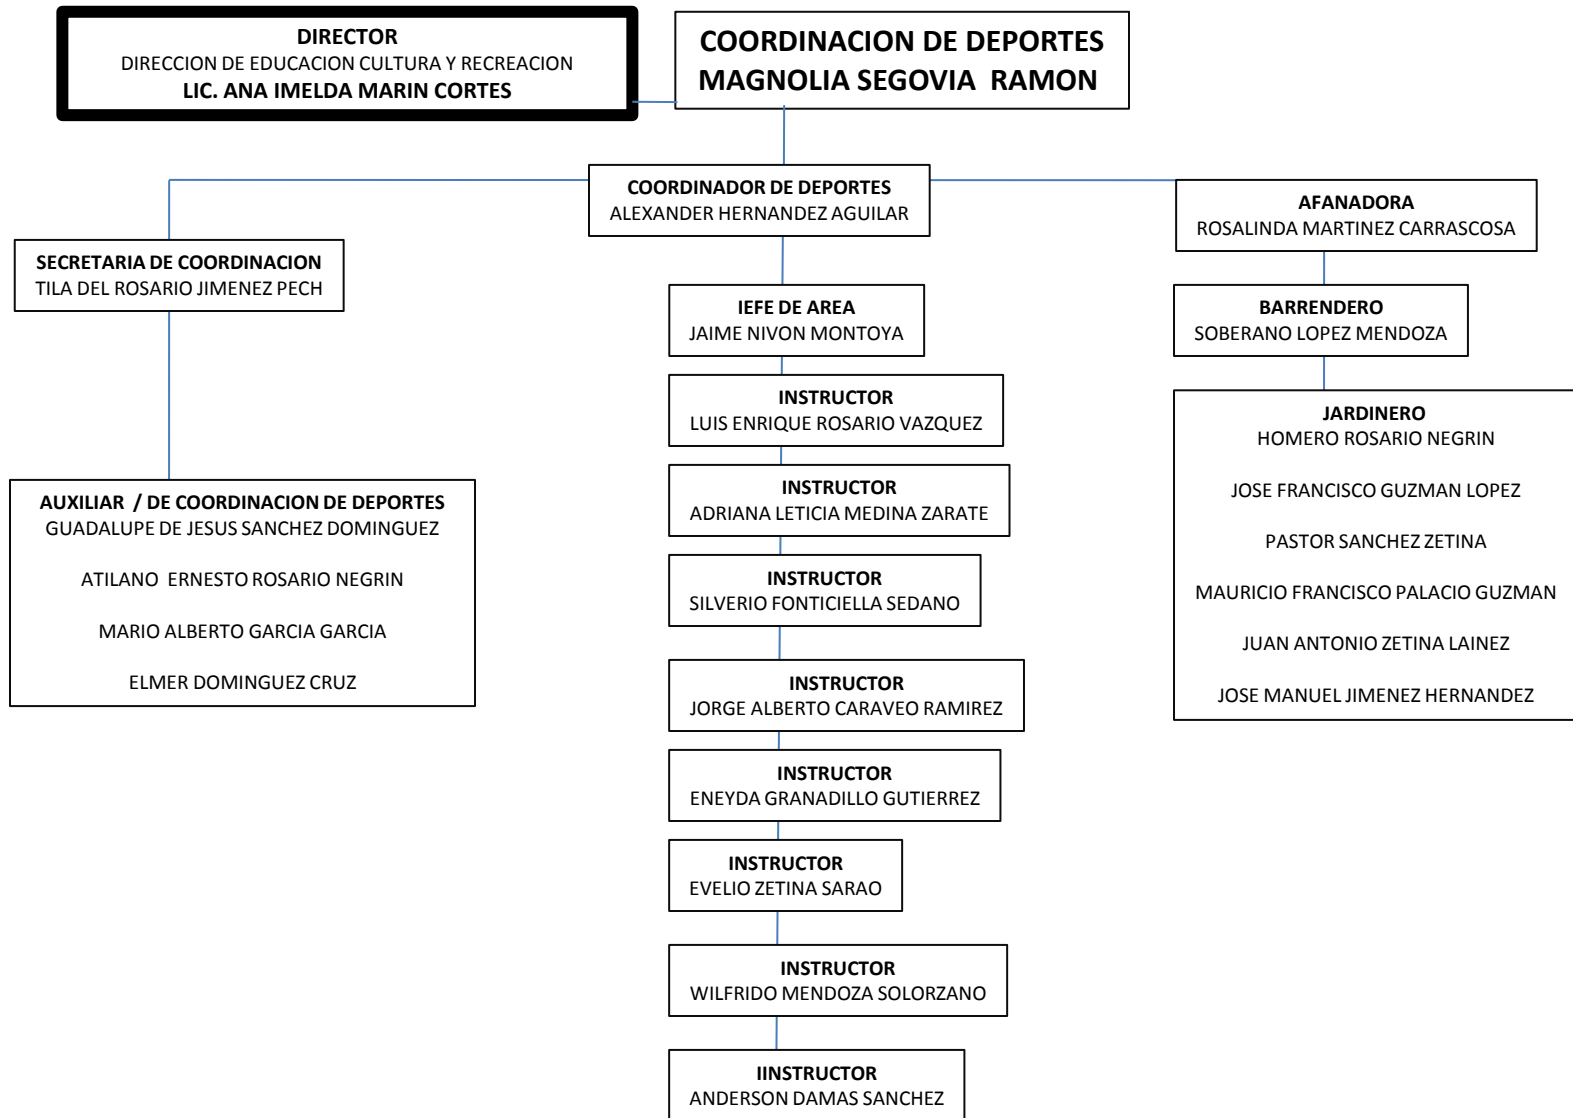 DIRECTOR
DIRECCION DE EDUCACION CULTURA Y RECREACION
LIC. ANA IMELDA MARIN CORTES
COORDINACION DE DEPORTES
MAGNOLIA SEGOVIA RAMON
COORDINADOR DE DEPORTES
ALEXANDER HERNANDEZ AGUILAR
SECRETARIA DE COORDINACION
TILA DEL ROSARIO JIMENEZ PECH
AUXILIAR / DE COORDINACION DE DEPORTES
GUADALUPE DE JESUS SANCHEZ DOMINGUEZ
ATILANO ERNESTO ROSARIO NEGRIN
MARIO ALBERTO GARCIA GARCIA
ELMER DOMINGUEZ CRUZ
IEFE DE AREA
JAIME NIVON MONTOYA
INSTRUCTOR
LUIS ENRIQUE ROSARIO VAZQUEZ
INSTRUCTOR
ADRIANA LETICIA MEDINA ZARATE
INSTRUCTOR
SILVERIO FONTICIELLA SEDANO
INSTRUCTOR
JORGE ALBERTO CARAVEO RAMIREZ
INSTRUCTOR
ENEYDA GRANADILLO GUTIERREZ
INSTRUCTOR
EVELIO ZETINA SARAO
INSTRUCTOR
WILFRIDO MENDOZA SOLORZANO
IINSTRUCTOR
ANDERSON DAMAS SANCHEZ
AFANADORA
ROSALINDA MARTINEZ CARRASCOSA
BARRENDERO
SOBERANO LOPEZ MENDOZA
JARDINERO
HOMERO ROSARIO NEGRIN
JOSE FRANCISCO GUZMAN LOPEZ
PASTOR SANCHEZ ZETINA
MAURICIO FRANCISCO PALACIO GUZMAN
JUAN ANTONIO ZETINA LAINEZ
JOSE MANUEL JIMENEZ HERNANDEZ